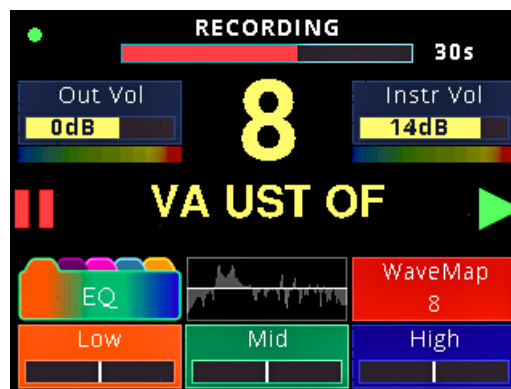 RECORDING
30s
Out Vol
0dB
8
Instr Vol
14dB
VA UST OF
EQ
WaveMap
8
Low
Mid
High